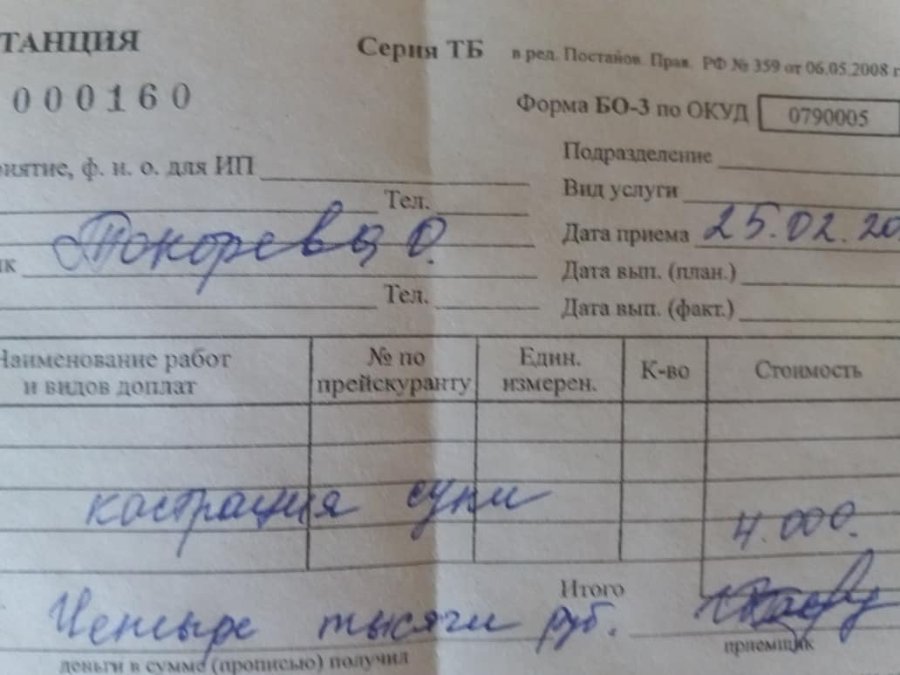 ТАНЦИЯ
Серия ТБ
в ред. Постанов. Прав. РФ № 359 от 06.05.2008 г
000160
Форма БО-3 по ОКУД 0790005
иятие, ф. и. о. для ИП
Подразделение
Тел.
Вид услуги
Токорева О.
Дата приема 25.02.20
ик
Дата вып. (план.)
Тел.
Дата вып. (факт.)
Наименование работ
и видов доплат
№ по
прейскуранту
Един.
измерен.
К-во
Стоимость
кастрация суки
4.000.
Итого
Четыре тысячи руб.
приемщик
деньги в сумме (прописью) получил